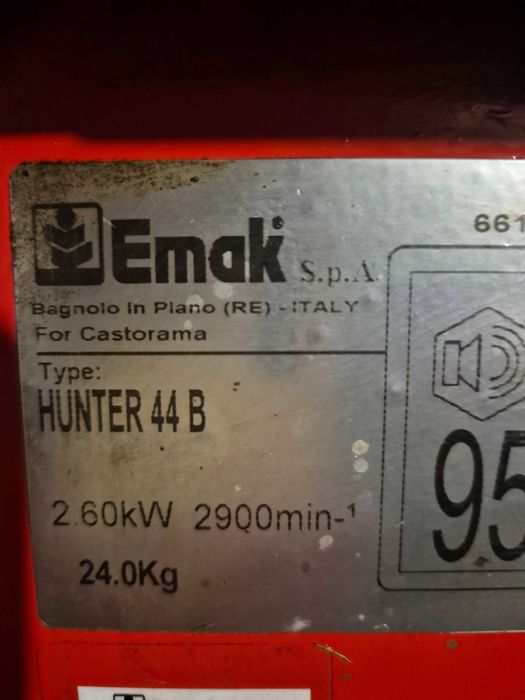 Emak S.p.A.
661
Bagnolo In Piano (RE) - ITALY
For Castorama
Type:
HUNTER 44 B
95
2.60kW 2900min-¹
24.0Kg